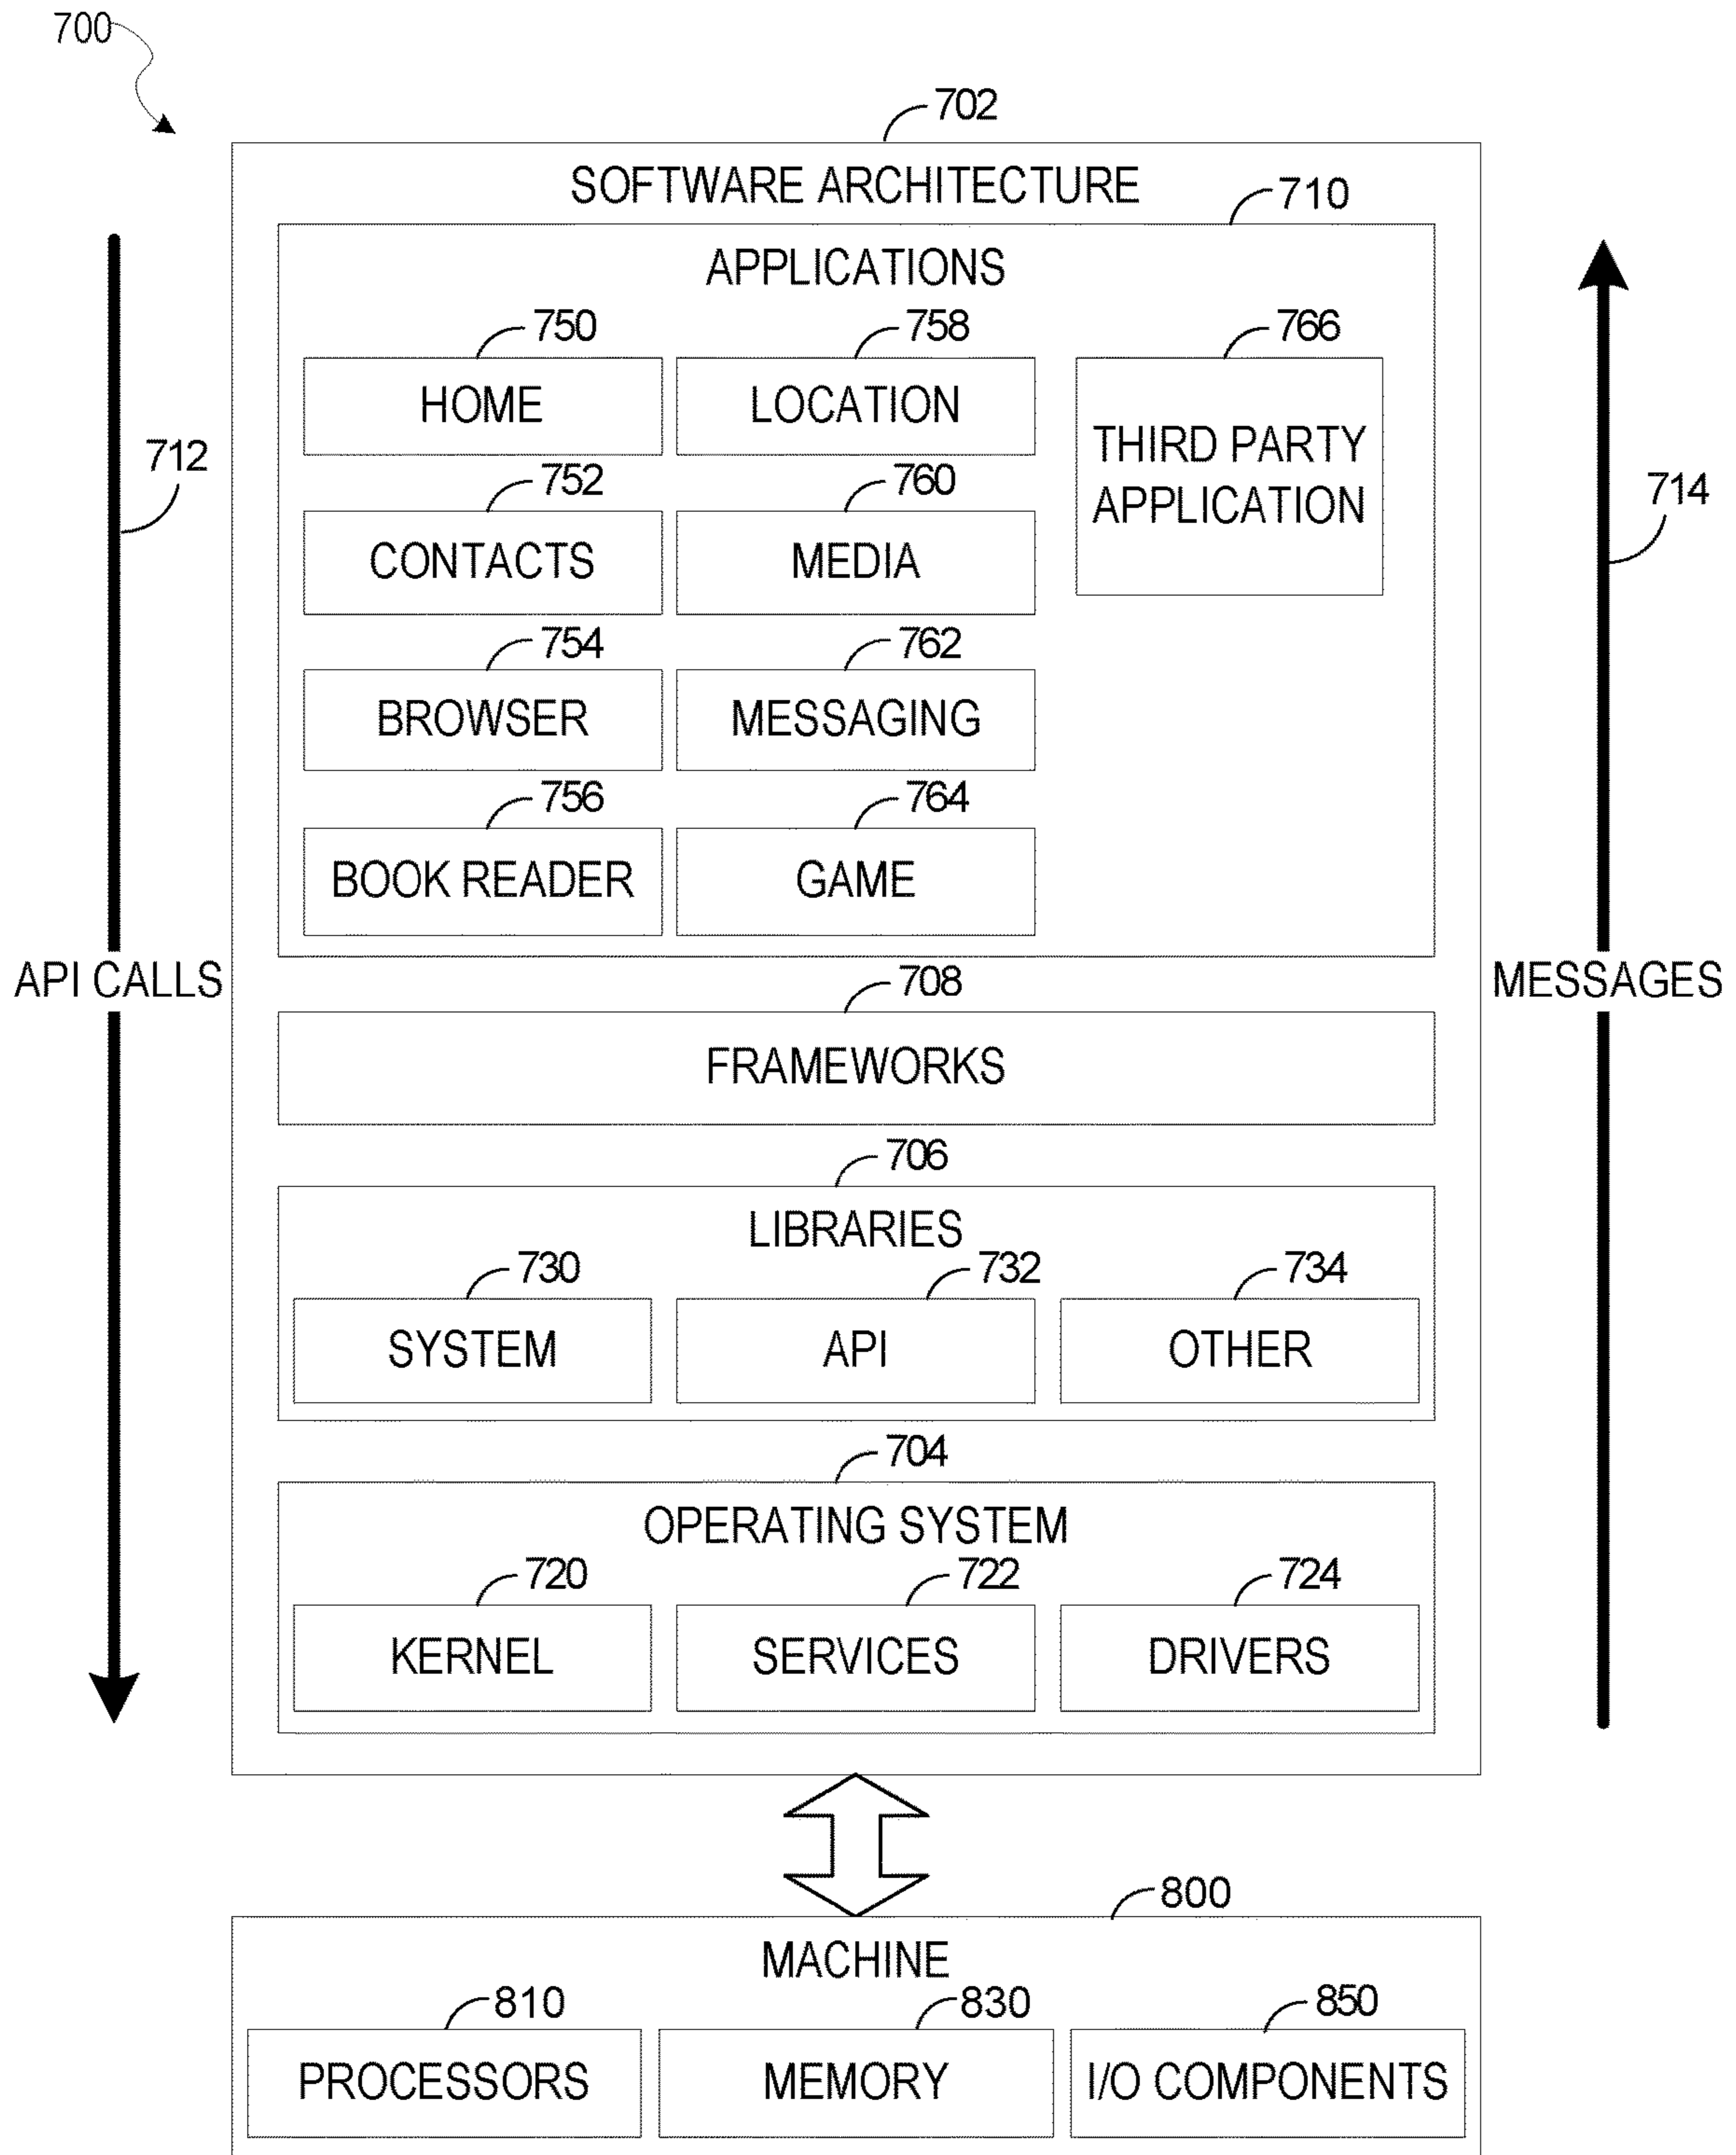 700
702
SOFTWARE ARCHITECTURE
710
APPLICATIONS
750
758
766
HOME
LOCATION
THIRD PARTY
APPLICATION
712
752
760
714
CONTACTS
MEDIA
754
762
BROWSER
MESSAGING
756
764
BOOK READER
GAME
API CALLS
MESSAGES
708
FRAMEWORKS
706
LIBRARIES
730
732
734
SYSTEM
API
OTHER
704
OPERATING SYSTEM
720
722
724
KERNEL
SERVICES
DRIVERS
800
MACHINE
810
830
850
PROCESSORS
MEMORY
I/O COMPONENTS